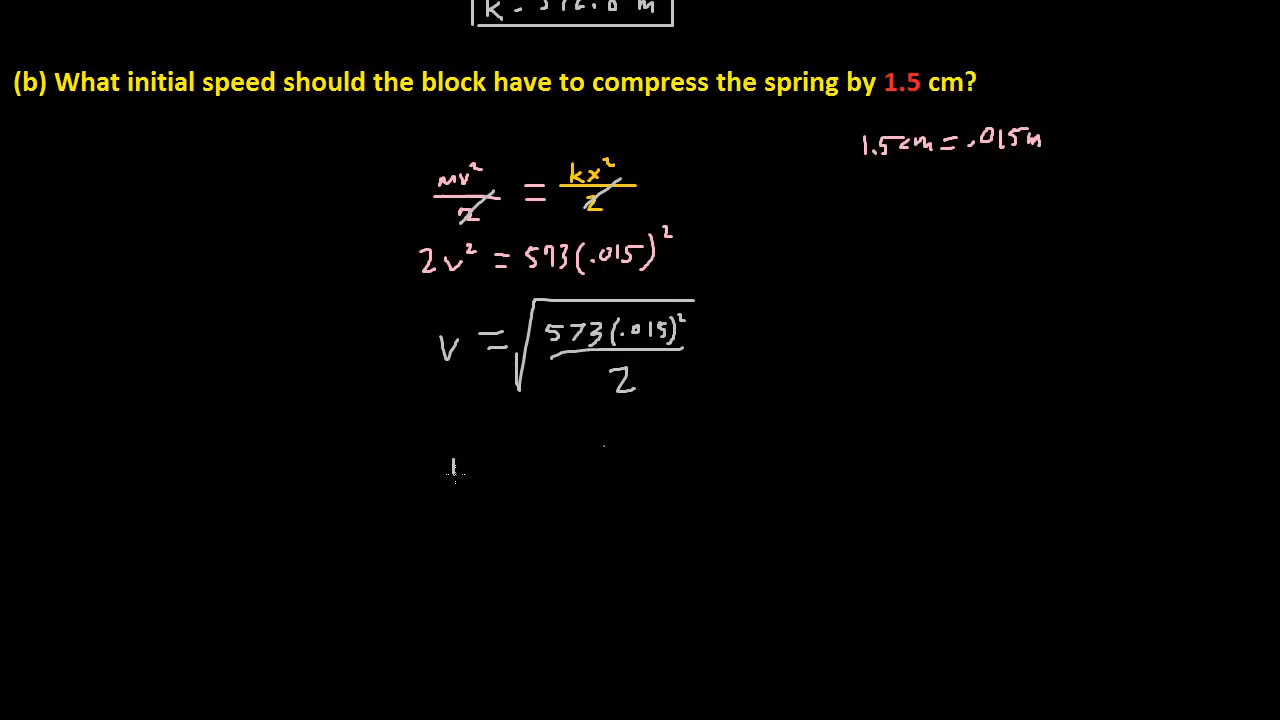 k = m
(b) What initial speed should the block have to compress the spring by 1.5 cm?
1.5cm = .015m
mv²/2 = kx²/2
2v² = 573(.015)²
v = √(573(.015)²/2)